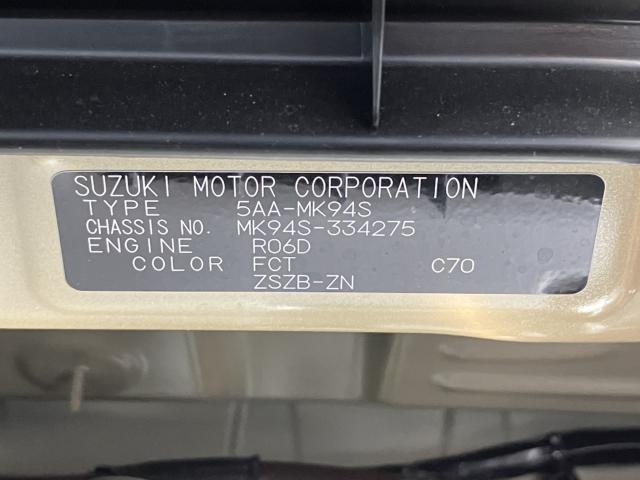 SUZUKI MOTOR CORPORATION
TYPE 5AA-MK94S
CHASSIS NO. MK94S-334275
ENGINE R06D
COLOR FCT C70
ZSZB-ZN